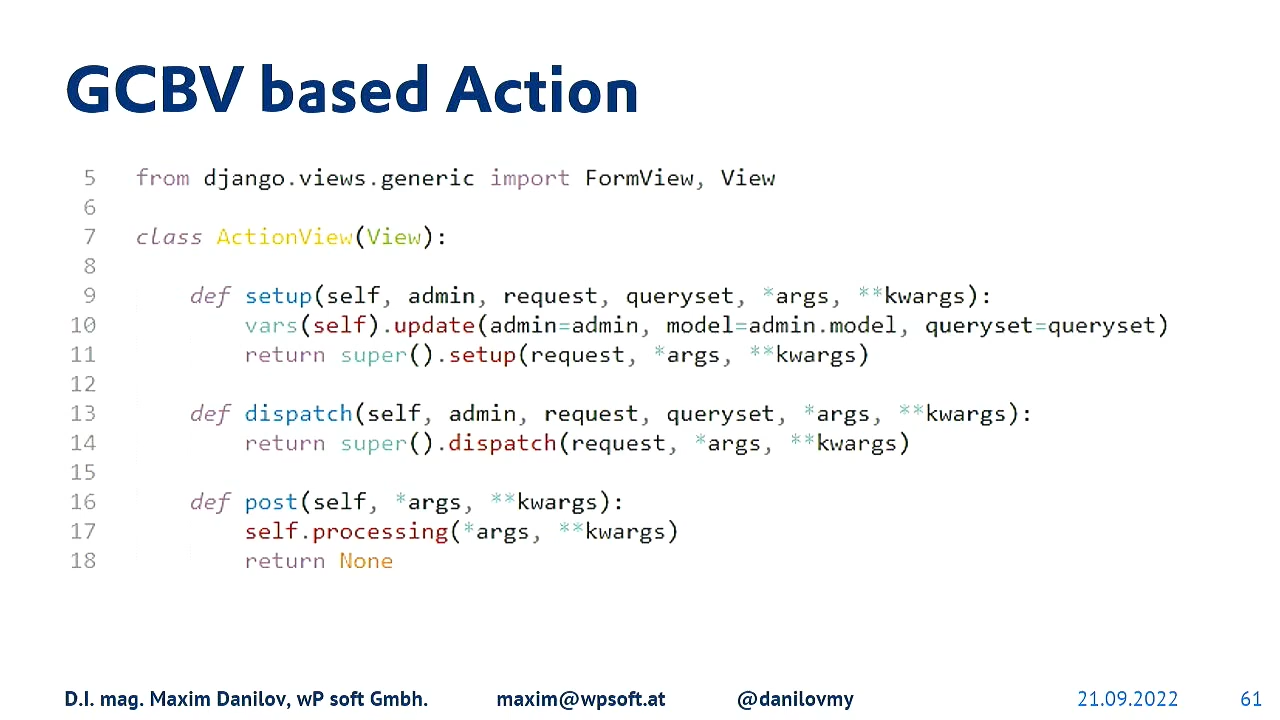 GCBV based Action
5 from django.views.generic import FormView, View
6
7 class ActionView(View):
8
9 def setup(self, admin, request, queryset, *args, **kwargs):
10 vars(self).update(admin=admin, model=admin.model, queryset=queryset)
11 return super().setup(request, *args, **kwargs)
12
13 def dispatch(self, admin, request, queryset, *args, **kwargs):
14 return super().dispatch(request, *args, **kwargs)
15
16 def post(self, *args, **kwargs):
17 self.processing(*args, **kwargs)
18 return None
D.I. mag. Maxim Danilov, wP soft Gmbh. maxim@wpsoft.at @danilovmy 21.09.2022 61